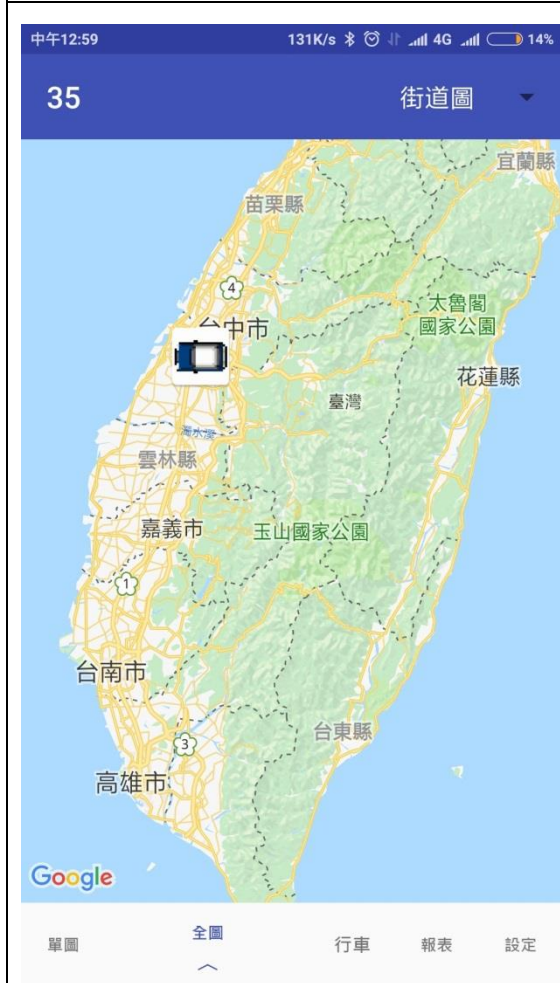 中午12:59 131K/s 4G 14%
35 街道圖
宜蘭縣
苗栗縣
4
太魯閣
國家公園
台中市
花蓮縣
臺灣
濁水溪
雲林縣
嘉義市
玉山國家公園
1
台南市
台東縣
3
高雄市
Google
單圖 全圖 行車 報表 設定